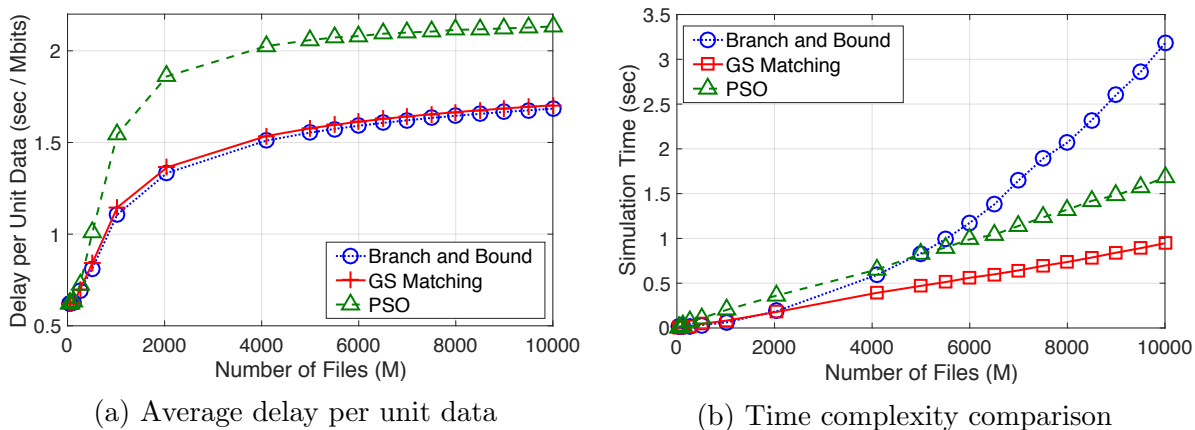 2
1.5
1
0.5
0 2000 4000 6000 8000 10000
Delay per Unit Data (sec / Mbits)
Number of Files (M)
Branch and Bound
GS Matching
PSO
(a) Average delay per unit data
3.5
3
2.5
2
1.5
1
0.5
0
0 2000 4000 6000 8000 10000
Simulation Time (sec)
Number of Files (M)
Branch and Bound
GS Matching
PSO
(b) Time complexity comparison